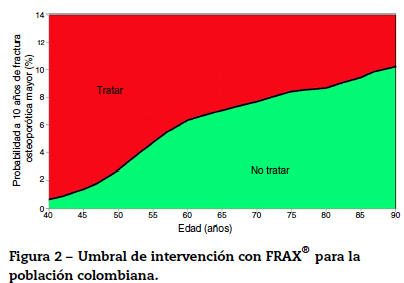 14
12
10
8
6
4
2
0
Probabilidad a 10 años de fractura
osteoporótica mayor (%)
Tratar
No tratar
40 45 50 55 60 65 70 75 80 85 90
Edad (años)
Figura 2 – Umbral de intervención con FRAX® para la
población colombiana.